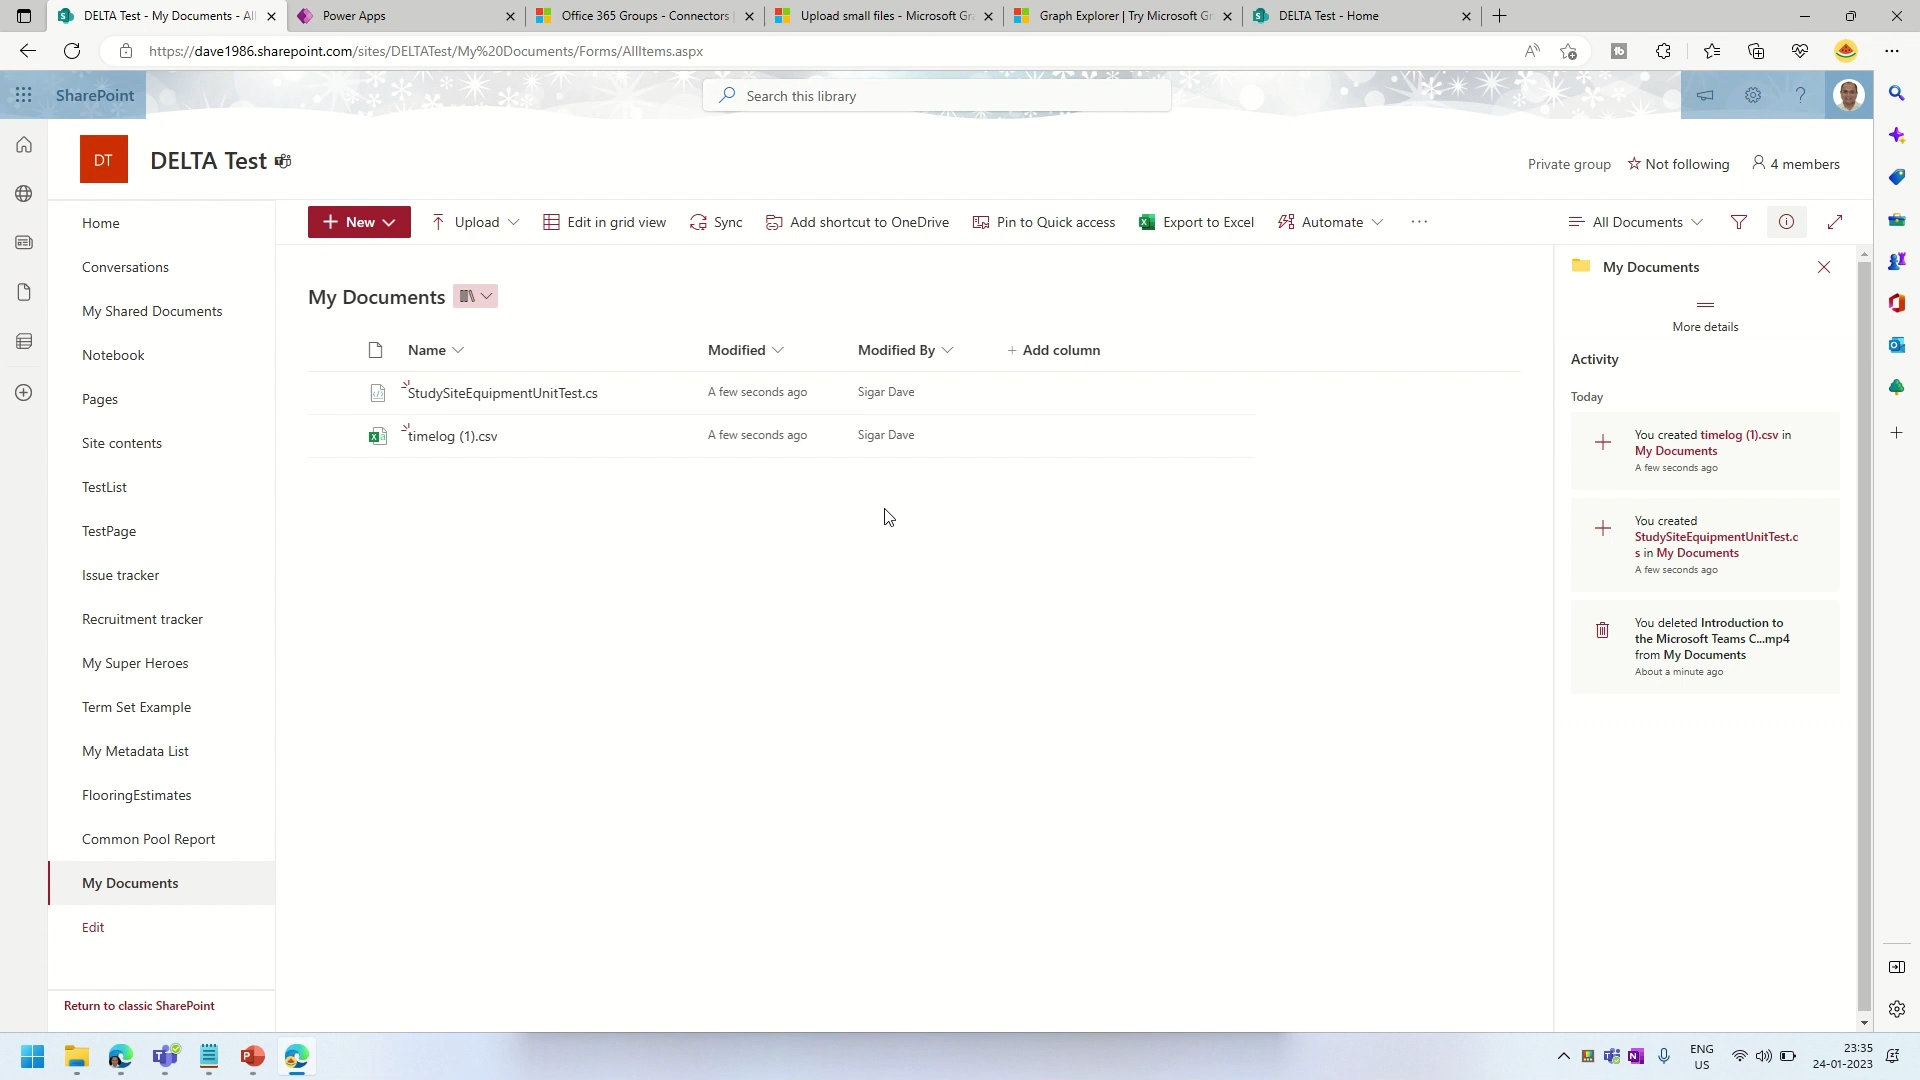 DELTA Test - My Documents - All
Power Apps
Office 365 Groups - Connectors |
Upload small files - Microsoft Gr
Graph Explorer | Try Microsoft Gr
DELTA Test - Home
https://dave1986.sharepoint.com/sites/DELTATest/My%20Documents/Forms/AllItems.aspx
SharePoint
Search this library
DT
DELTA Test
Private group
Not following
4 members
New
Upload
Edit in grid view
Sync
Add shortcut to OneDrive
Pin to Quick access
Export to Excel
Automate
All Documents
Home
Conversations
My Shared Documents
Notebook
Pages
Site contents
TestList
TestPage
Issue tracker
Recruitment tracker
My Super Heroes
Term Set Example
My Metadata List
FlooringEstimates
Common Pool Report
My Documents
Edit
Return to classic SharePoint
My Documents
Name
Modified
Modified By
Add column
StudySiteEquipmentUnitTest.cs
A few seconds ago
Sigar Dave
timelog (1).csv
A few seconds ago
Sigar Dave
My Documents
More details
Activity
Today
You created timelog (1).csv in
My Documents
A few seconds ago
You created
StudySiteEquipmentUnitTest.c
s in My Documents
A few seconds ago
You deleted Introduction to
the Microsoft Teams C...mp4
from My Documents
About a minute ago
ENG
US
23:35
24-01-2023